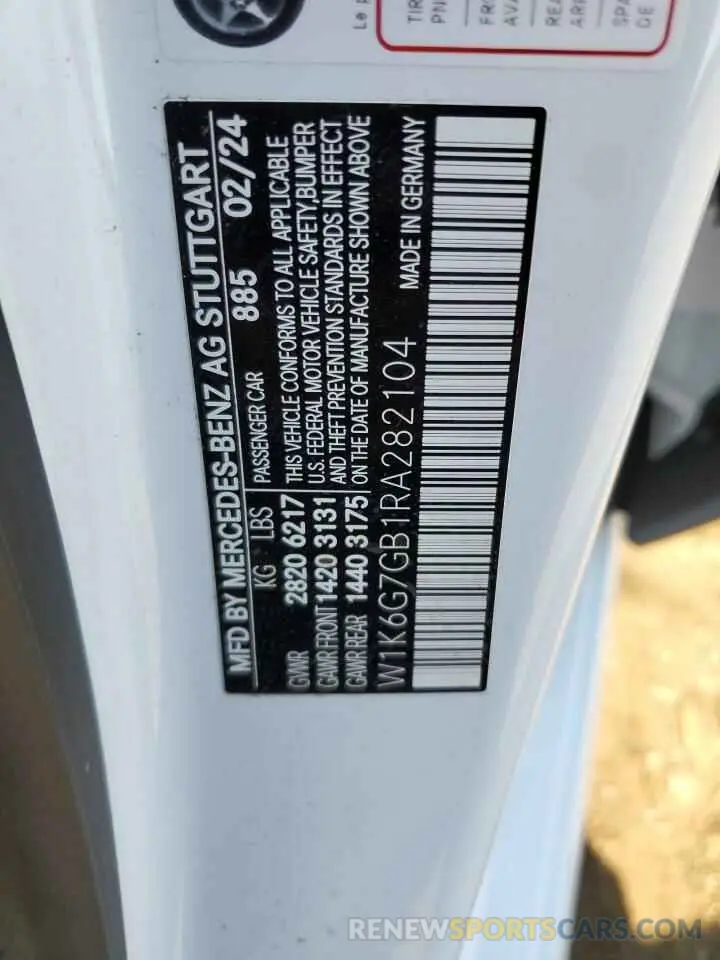 MFD BY MERCEDES-BENZ AG STUTTGART
885 02/24
KG LBS
PASSENGER CAR
GVWR 2820 6217
GAWR FRONT 1420 3131
GAWR REAR 1440 3175
THIS VEHICLE CONFORMS TO ALL APPLICABLE
U.S. FEDERAL MOTOR VEHICLE SAFETY,BUMPER
AND THEFT PREVENTION STANDARDS IN EFFECT
ON THE DATE OF MANUFACTURE SHOWN ABOVE
W1K6G7GB1RA282104
MADE IN GERMANY
RENEWSPORTSCARS.COM